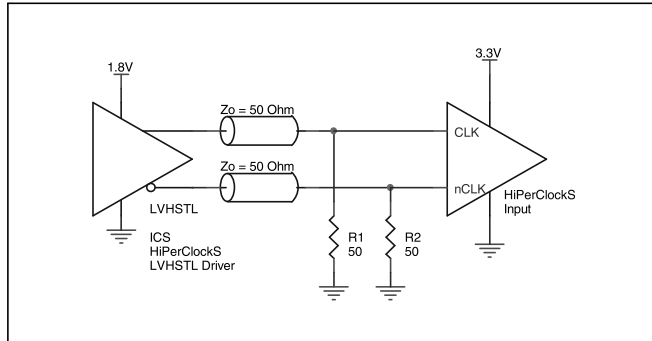 1.8V
3.3V
Zo = 50 Ohm
CLK
Zo = 50 Ohm
nCLK
HiPerClockS
Input
LVHSTL
ICS
HiPerClockS
LVHSTL Driver
R1
50
R2
50